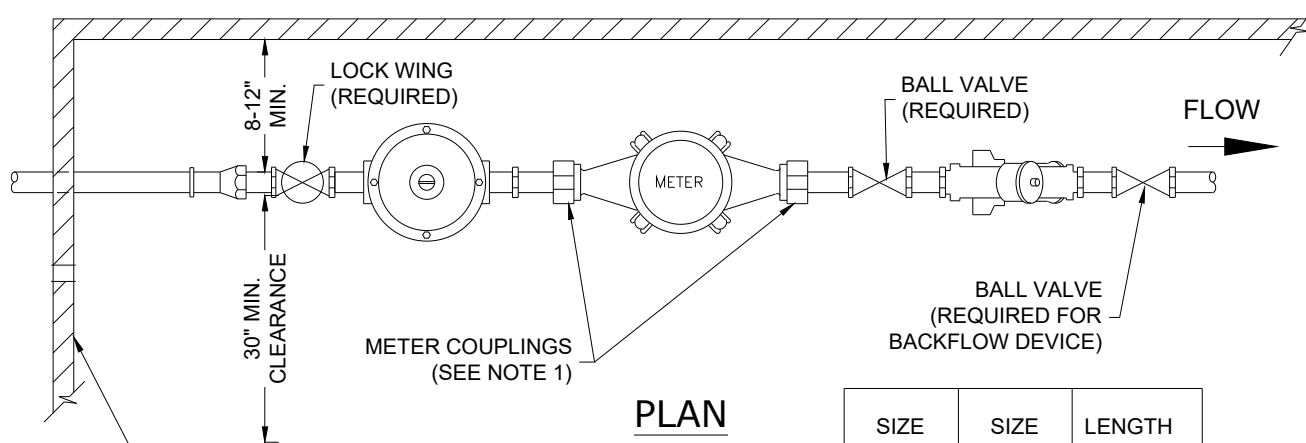 8-12"
MIN.
LOCK WING
(REQUIRED)
BALL VALVE
(REQUIRED)
FLOW
METER
30" MIN.
CLEARANCE
METER COUPLINGS
(SEE NOTE 1)
BALL VALVE
(REQUIRED FOR
BACKFLOW DEVICE)
PLAN
SIZE SIZE LENGTH